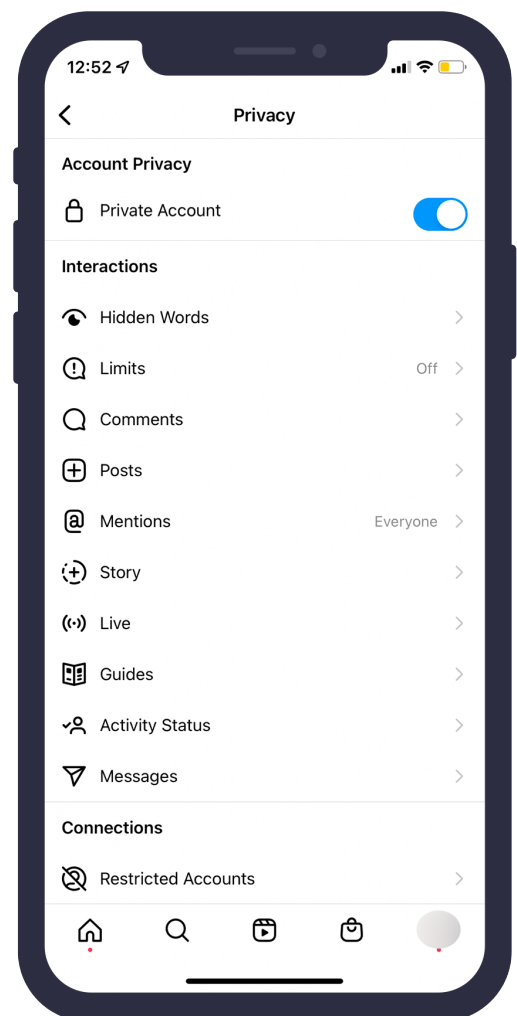 12:52
Privacy
Account Privacy
Private Account
Interactions
Hidden Words
Limits Off
Comments
Posts
Mentions Everyone
Story
Live
Guides
Activity Status
Messages
Connections
Restricted Accounts